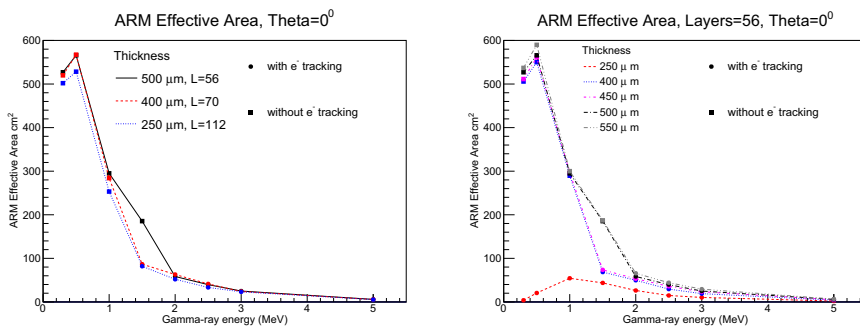 ARM Effective Area, Theta=0⁰
ARM Effective Area cm²
600
500
400
300
200
100
0
Thickness
500 μm, L=56
400 μm, L=70
250 μm, L=112
with e⁻ tracking
without e⁻ tracking
0 1 2 3 4 5
Gamma-ray energy (MeV)
ARM Effective Area, Layers=56, Theta=0⁰
ARM Effective Area cm²
600
500
400
300
200
100
0
Thickness
250 μ m
400 μ m
450 μ m
500 μ m
550 μ m
with e⁻ tracking
without e⁻ tracking
0 1 2 3 4 5
Gamma-ray energy (MeV)